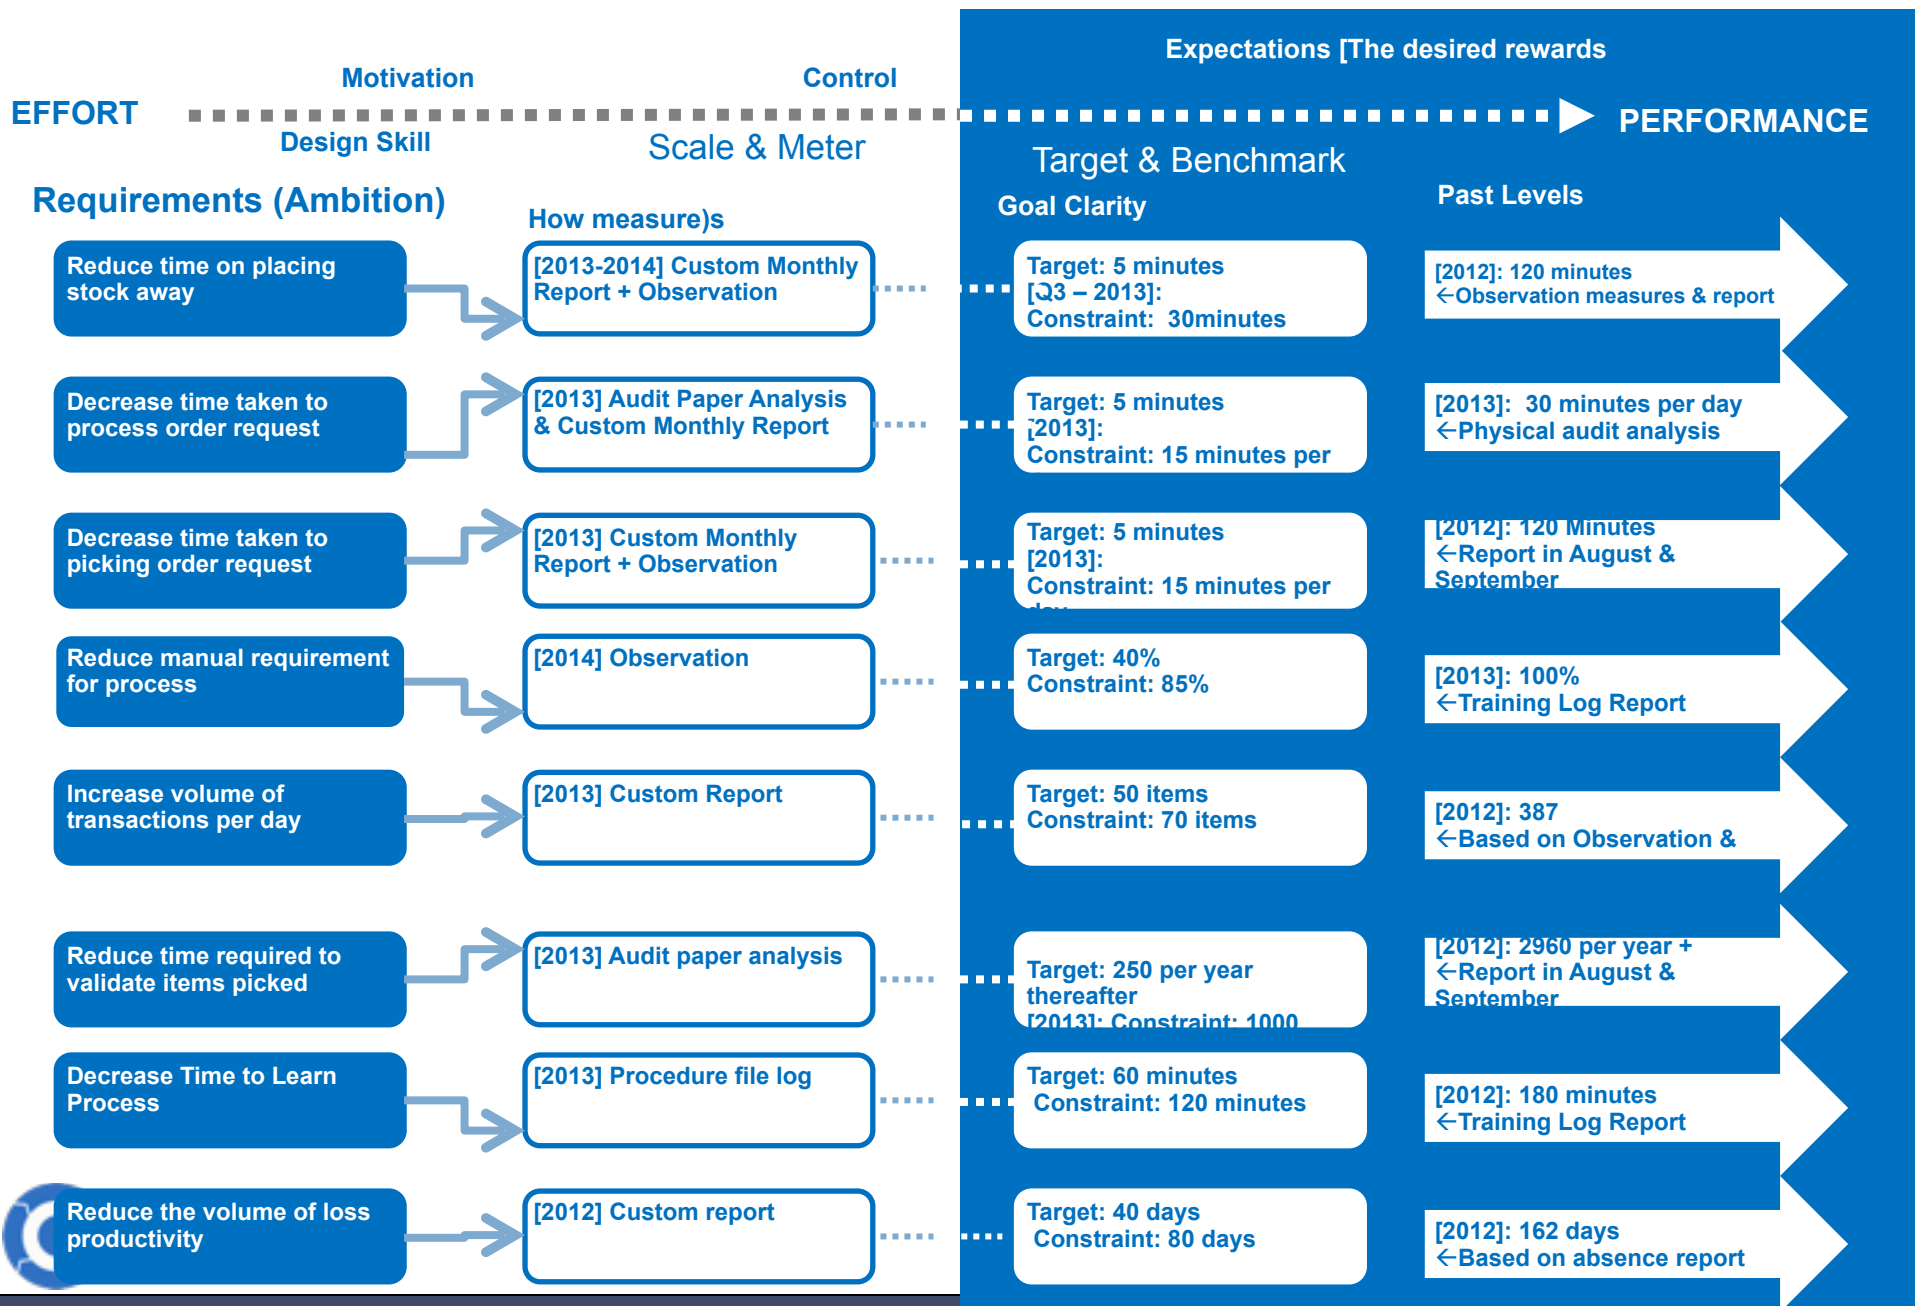 Expectations [The desired rewards
Motivation
Control
EFFORT
PERFORMANCE
Design Skill
Scale & Meter
Target & Benchmark
Requirements (Ambition)
How measure)s
Goal Clarity
Past Levels
Reduce time on placing
stock away
[2013-2014] Custom Monthly
Report + Observation
Target: 5 minutes
[Q3 – 2013]:
Constraint:  30minutes
[2012]: 120 minutes
←Observation measures & report
Decrease time taken to
process order request
[2013] Audit Paper Analysis
& Custom Monthly Report
Target: 5 minutes
[2013]:
Constraint: 15 minutes per
[2013]:  30 minutes per day
←Physical audit analysis
Decrease time taken to
picking order request
[2013] Custom Monthly
Report + Observation
Target: 5 minutes
[2013]:
Constraint: 15 minutes per
[2012]: 120 Minutes
←Report in August &
September
Reduce manual requirement
for process
[2014] Observation
Target: 40%
Constraint: 85%
[2013]: 100%
←Training Log Report
Increase volume of
transactions per day
[2013] Custom Report
Target: 50 items
Constraint: 70 items
[2012]: 387
←Based on Observation &
Reduce time required to
validate items picked
[2013] Audit paper analysis
Target: 250 per year
thereafter
[2013]: Constraint: 1000
[2012]: 2960 per year +
←Report in August &
September
Decrease Time to Learn
Process
[2013] Procedure file log
Target: 60 minutes
Constraint: 120 minutes
[2012]: 180 minutes
←Training Log Report
Reduce the volume of loss
productivity
[2012] Custom report
Target: 40 days
Constraint: 80 days
[2012]: 162 days
←Based on absence report